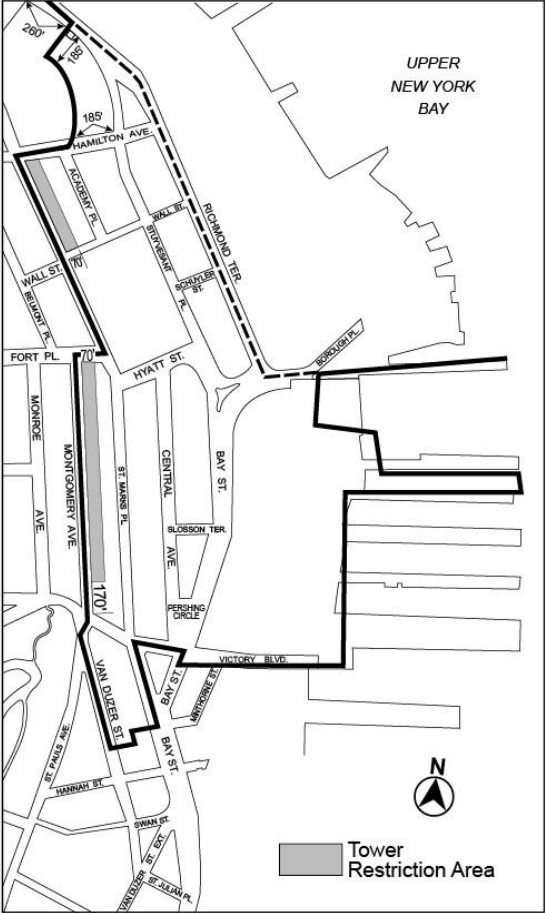 260'
185'
UPPER
NEW YORK
BAY
185'
HAMILTON AVE.
ACADEMY PL.
WALL ST.
RICHMOND TER.
STUYVESANT
PL.
70'
WALL ST.
SCHUYLER
ST.
BELMONT PL.
BOROUGH PL.
FORT PL.
70'
HYATT ST.
MONROE
AVE.
MONTGOMERY AVE.
ST. MARKS PL.
CENTRAL
AVE.
BAY ST.
SLOSSON TER.
170'
PERSHING
CIRCLE
VICTORY BLVD.
VAN DUZER ST.
BAY ST.
MINTHORNE ST.
ST. PAULS AVE.
BAY ST.
HANNAH ST.
SWAN ST.
VAN DUZER ST. EXT.
ST. JULIAN PL.
N
Tower
Restriction Area